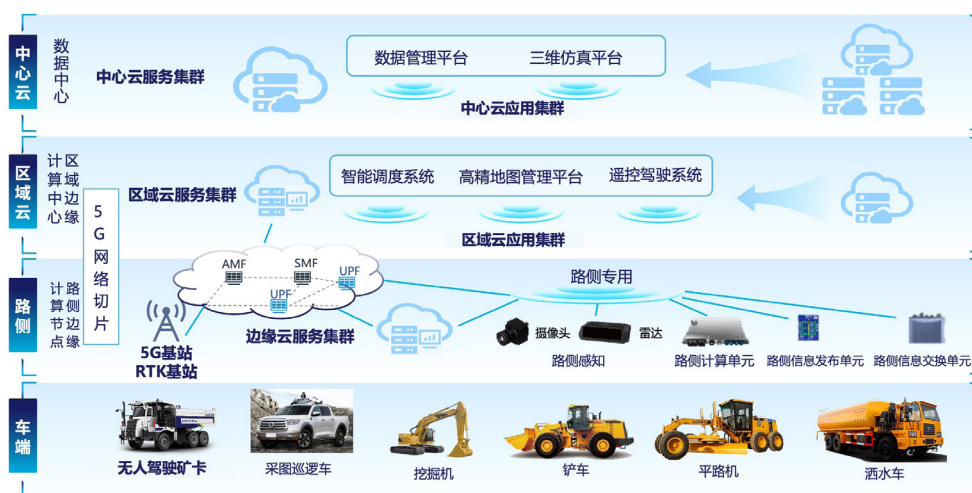 中心云
数据中心
中心云服务集群
数据管理平台
三维仿真平台
中心云应用集群
区域云
区域边缘
计算中心
区域云服务集群
智能调度系统
高精地图管理平台
遥控驾驶系统
区域云应用集群
5G网络切片
路侧
路侧边缘
计算节点
AMF
SMF
UPF
UPF
5G基站
RTK基站
边缘云服务集群
路侧专用
摄像头
雷达
路侧感知
路侧计算单元
路侧信息发布单元
路侧信息交换单元
车端
无人驾驶矿卡
采图巡逻车
挖掘机
铲车
平路机
洒水车